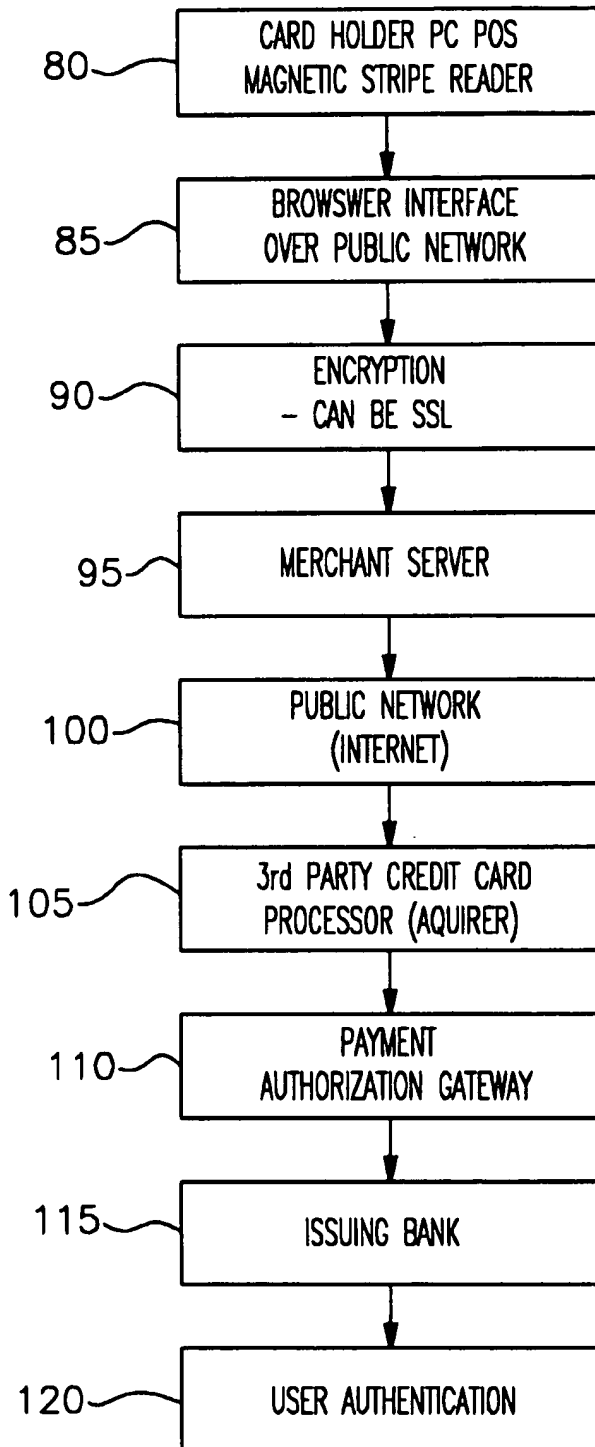 80
CARD HOLDER PC POS
MAGNETIC STRIPE READER
85
BROWSWER INTERFACE
OVER PUBLIC NETWORK
90
ENCRYPTION
– CAN BE SSL
95
MERCHANT SERVER
100
PUBLIC NETWORK
(INTERNET)
105
3rd PARTY CREDIT CARD
PROCESSOR (AQUIRER)
110
PAYMENT
AUTHORIZATION GATEWAY
115
ISSUING BANK
120
USER AUTHENTICATION